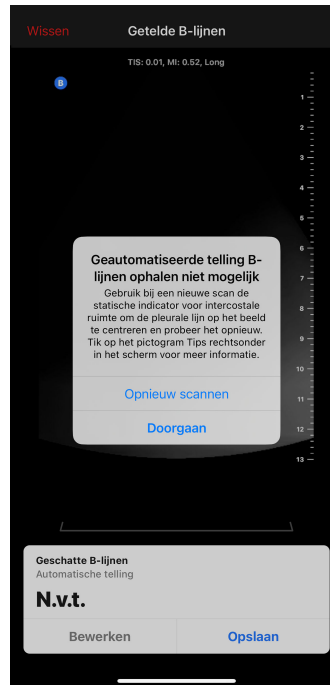 Wissen
Getelde B-lijnen
TIS: 0.01, MI: 0.52, Long
B
1
2
3
4
5
6
7
8
9
10
11
12
13
Geautomatiseerde telling B-
lijnen ophalen niet mogelijk
Gebruik bij een nieuwe scan de
statische indicator voor intercostale
ruimte om de pleurale lijn op het beeld
te centreren en probeer het opnieuw.
Tik op het pictogram Tips rechtsonder
in het scherm voor meer informatie.
Opnieuw scannen
Doorgaan
Geschatte B-lijnen
Automatische telling
N.v.t.
Bewerken
Opslaan